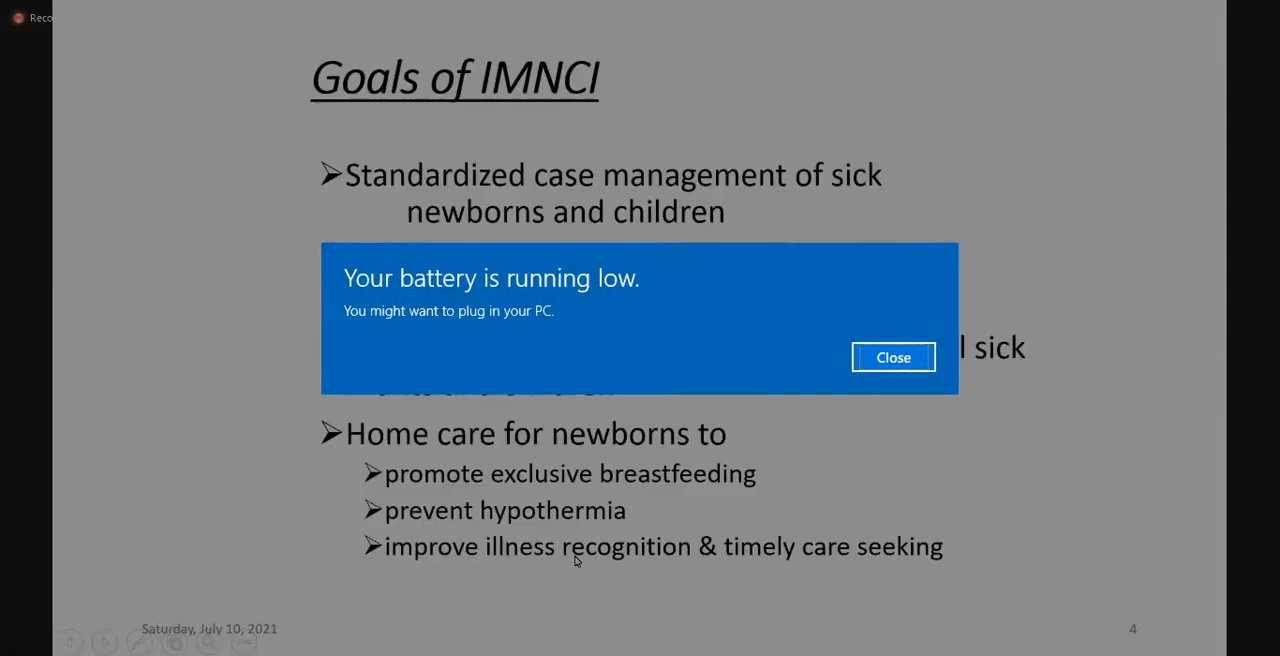 Reco
Goals of IMNCI
➢Standardized case management of sick
newborns and children
Your battery is running low.
You might want to plug in your PC.
Close
sick
➢Home care for newborns to
➢promote exclusive breastfeeding
➢prevent hypothermia
➢improve illness recognition & timely care seeking
Saturday, July 10, 2021
4